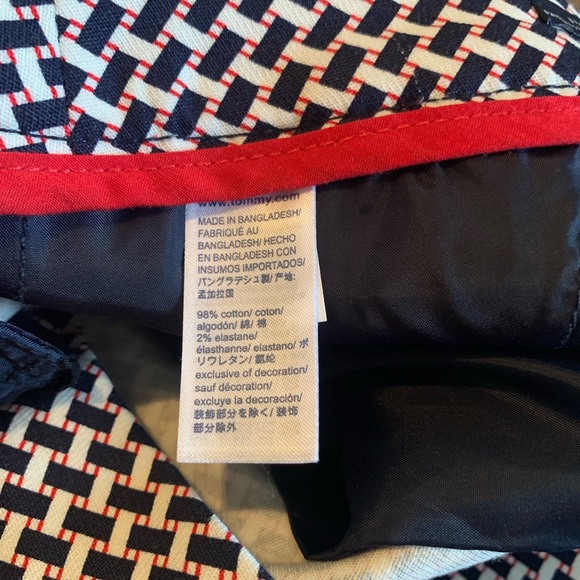 www.tommy.com
MADE IN BANGLADESH/
FABRIQUÉ AU
BANGLADESH/ HECHO
EN BANGLADESH CON
INSUMOS IMPORTADOS/
バングラデシュ製/ 产地:
孟加拉国
98% cotton/ coton/
algodón/ 綿/ 棉
2% elastane/
élasthanne/ elastano/ ポ
リウレタン/ 氨纶
exclusive of decoration/
sauf décoration/
excluye la decoración/
装飾部分を除く/ 装饰
部分除外